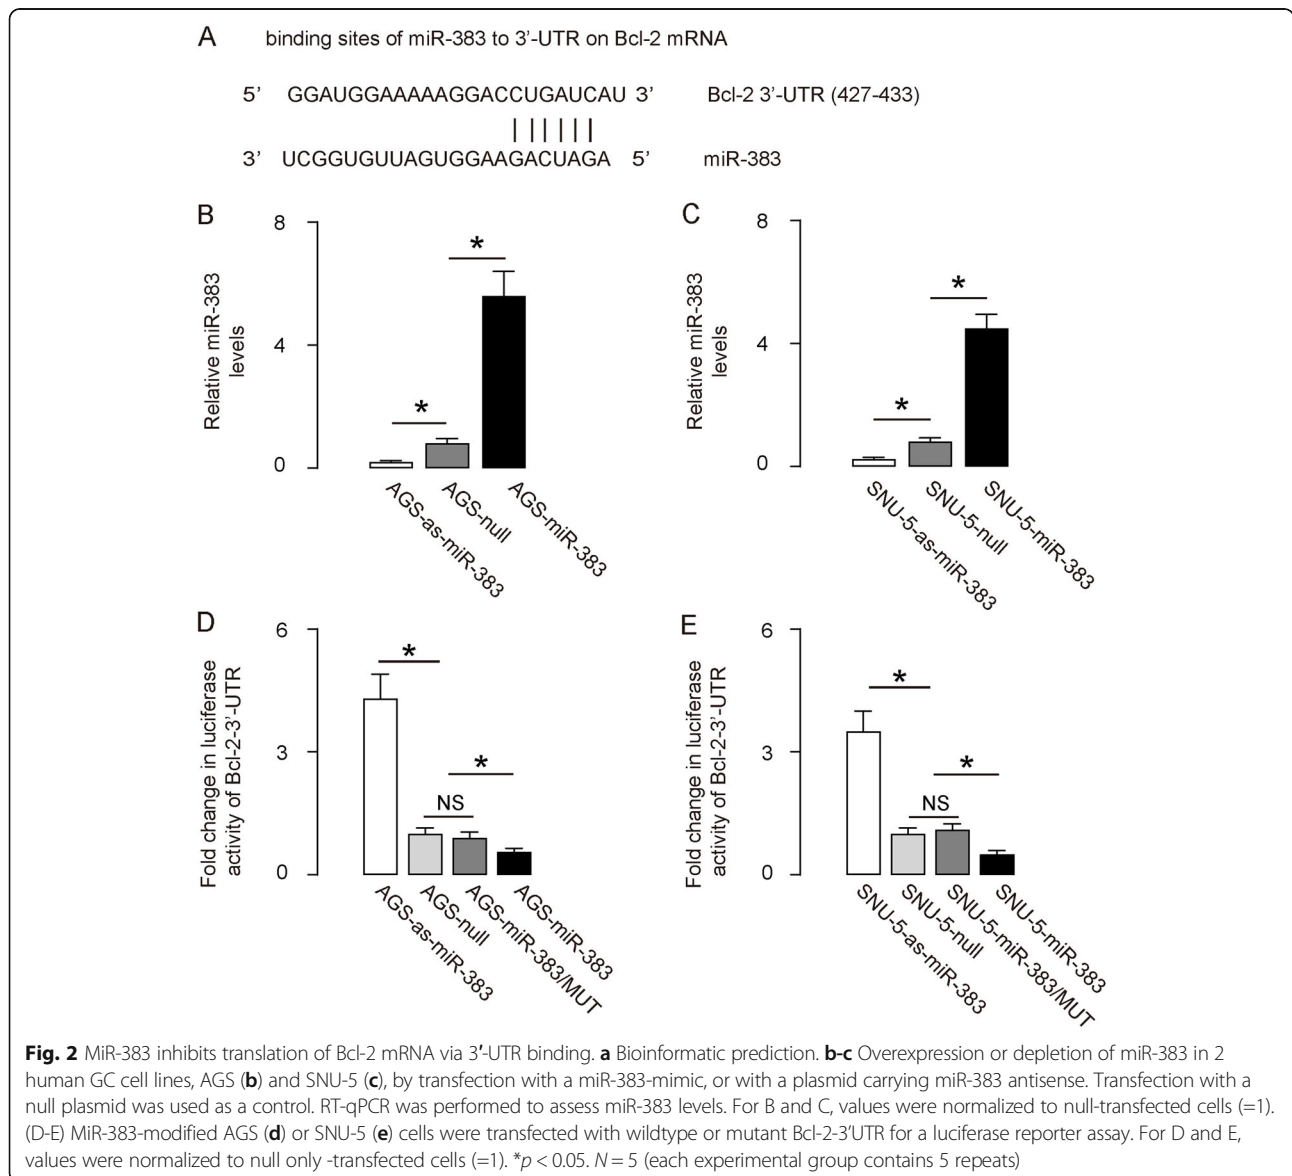 A binding sites of miR-383 to 3'-UTR on Bcl-2 mRNA
5' GGAUGGAAAAAGGACCUGAUCAU 3' Bcl-2 3'-UTR (427-433)
3' UCGGUGUUAGUGGAAGACUAGA 5' miR-383
B
Relative miR-383
levels
8
4
0
*
*
AGS-as-miR-383
AGS-null
AGS-miR-383
C
Relative miR-383
levels
8
4
0
*
*
SNU-5-as-miR-383
SNU-5-null
SNU-5-miR-383
D
Fold change in luciferase
activity of Bcl-2-3'-UTR
6
3
0
*
*
NS
AGS-as-miR-383
AGS-null
AGS-miR-383/MUT
AGS-miR-383
E
Fold change in luciferase
activity of Bcl-2-3'-UTR
6
3
0
*
*
NS
SNU-5-as-miR-383
SNU-5-null
SNU-5-miR-383/MUT
SNU-5-miR-383
Fig. 2 MiR-383 inhibits translation of Bcl-2 mRNA via 3′-UTR binding. a Bioinformatic prediction. b-c Overexpression or depletion of miR-383 in 2
human GC cell lines, AGS (b) and SNU-5 (c), by transfection with a miR-383-mimic, or with a plasmid carrying miR-383 antisense. Transfection with a
null plasmid was used as a control. RT-qPCR was performed to assess miR-383 levels. For B and C, values were normalized to null-transfected cells (=1).
(D-E) MiR-383-modified AGS (d) or SNU-5 (e) cells were transfected with wildtype or mutant Bcl-2-3'UTR for a luciferase reporter assay. For D and E,
values were normalized to null only -transfected cells (=1). *p < 0.05. N = 5 (each experimental group contains 5 repeats)